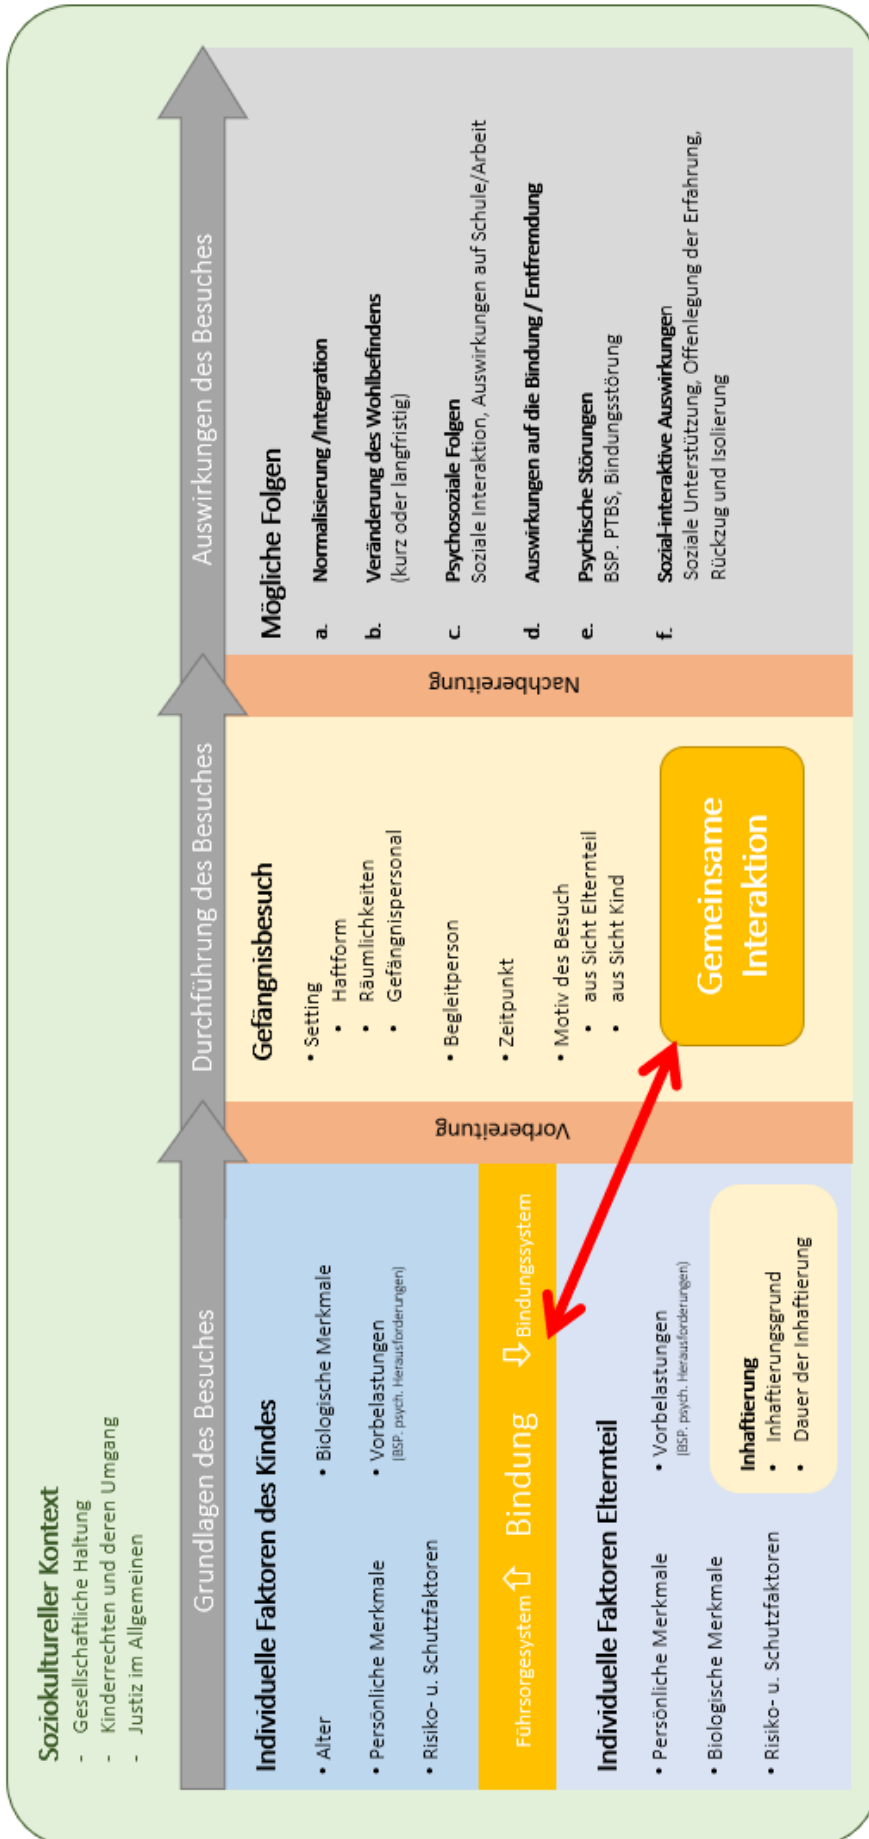 Soziokultureller Kontext
- Gesellschaftliche Haltung
- Kinderrechten und deren Umgang
- Justiz im Allgemeinen
Grundlagen des Besuches
Durchführung des Besuches
Auswirkungen des Besuches
Individuelle Faktoren des Kindes
• Alter
• Biologische Merkmale
• Persönliche Merkmale
• Vorbelastungen
(BSP. psych. Herausforderungen)
• Risiko- u. Schutzfaktoren
Führsorgesystem
Bindung
Bindungssystem
Individuelle Faktoren Elternteil
• Persönliche Merkmale
• Vorbelastungen
(BSP. psych. Herausforderungen)
• Biologische Merkmale
• Risiko- u. Schutzfaktoren
Inhaftierung
• Inhaftierungsgrund
• Dauer der Inhaftierung
Vorbereitung
Gefängnisbesuch
• Setting
• Haftform
• Räumlichkeiten
• Gefängnispersonal
• Begleitperson
• Zeitpunkt
• Motiv des Besuch
• aus Sicht Elternteil
• aus Sicht Kind
Gemeinsame
Interaktion
Nachbereitung
Mögliche Folgen
a. Normalisierung /Integration
b. Veränderung des Wohlbefindens
(kurz oder langfristig)
c. Psychosoziale Folgen
Soziale Interaktion, Auswirkungen auf Schule/Arbeit
d. Auswirkungen auf die Bindung / Entfremdung
e. Psychische Störungen
BSP. PTBS, Bindungsstörung
f. Sozial-interaktive Auswirkungen
Soziale Unterstützung, Offenlegung der Erfahrung,
Rückzug und Isolierung